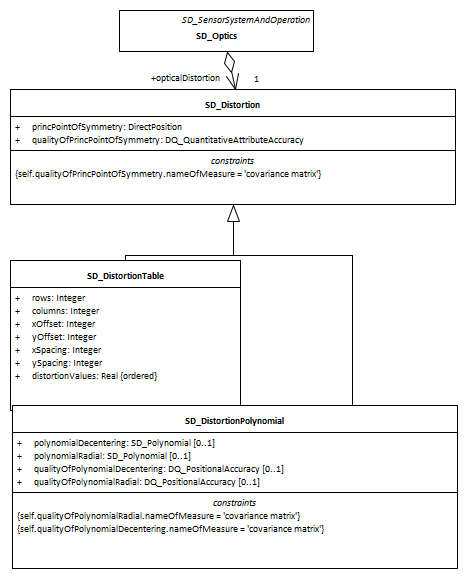 SD_SensorSystemAndOperation
SD_Optics
+opticalDistortion 1
SD_Distortion
+ princPointOfSymmetry: DirectPosition
+ qualityOfPrincPointOfSymmetry: DQ_QuantitativeAttributeAccuracy
constraints
{self.qualityOfPrincPointOfSymmetry.nameOfMeasure = 'covariance matrix'}
SD_DistortionTable
+ rows: Integer
+ columns: Integer
+ xOffset: Integer
+ yOffset: Integer
+ xSpacing: Integer
+ ySpacing: Integer
+ distortionValues: Real {ordered}
SD_DistortionPolynomial
+ polynomialDecentering: SD_Polynomial [0..1]
+ polynomialRadial: SD_Polynomial [0..1]
+ qualityOfPolynomialDecentering: DQ_PositionalAccuracy [0..1]
+ qualityOfPolynomialRadial: DQ_PositionalAccuracy [0..1]
constraints
{self.qualityOfPolynomialRadial.nameOfMeasure = 'covariance matrix'}
{self.qualityOfPolynomialDecentering.nameOfMeasure = 'covariance matrix'}